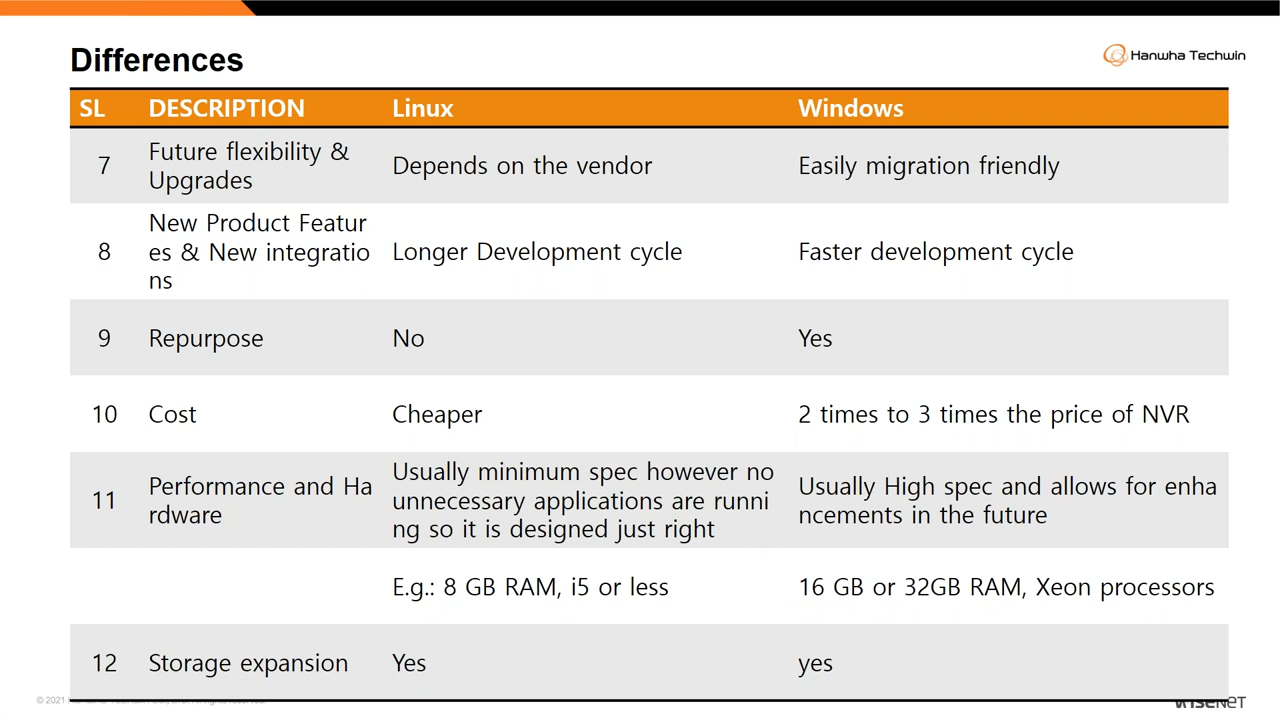 Differences
Hanwha Techwin
SL DESCRIPTION Linux Windows
7 Future flexibility & Upgrades Depends on the vendor Easily migration friendly
8 New Product Featur
es & New integratio
ns Longer Development cycle Faster development cycle
9 Repurpose No Yes
10 Cost Cheaper 2 times to 3 times the price of NVR
11 Performance and Ha
rdware
Usually minimum spec however no
unnecessary applications are runni
ng so it is designed just right
Usually High spec and allows for enha
ncements in the future
E.g.: 8 GB RAM, i5 or less 16 GB or 32GB RAM, Xeon processors
12 Storage expansion Yes yes
© 2021
WISENET